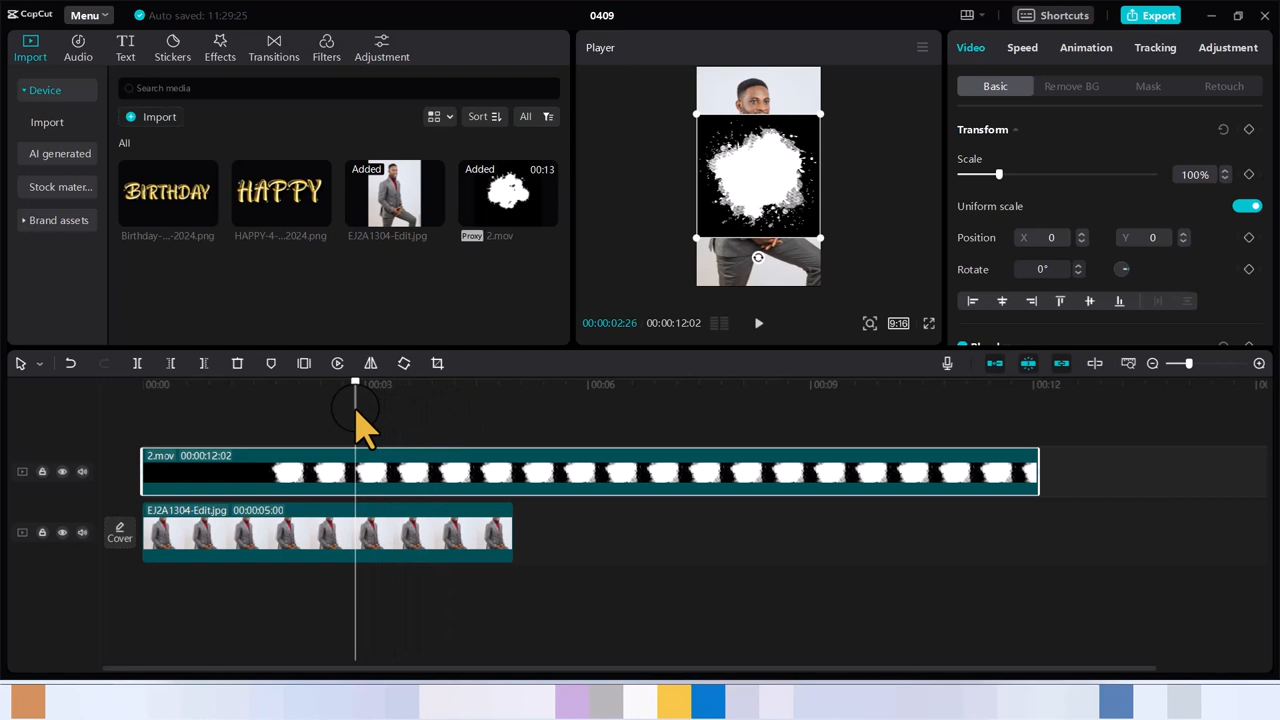 CapCut
Menu
Auto saved: 11:29:25
0409
Shortcuts
Export
Import
Audio
Text
Stickers
Effects
Transitions
Filters
Adjustment
Device
Import
AI generated
Stock mater...
Brand assets
Search media
Import
Sort
All
All
BIRTHDAY
HAPPY
Added
Added
00:13
Birthday-...-2024.png
HAPPY-4-...2024.png
EJ2A1304-Edit.jpg
Proxy
2.mov
Player
00:00:02:26
00:00:12:02
9:16
Video
Speed
Animation
Tracking
Adjustment
Basic
Remove BG
Mask
Retouch
Transform
Scale
100%
Uniform scale
Position
X 0
Y 0
Rotate
0°
00:00
00:03
00:06
00:09
00:12
2.mov 00:00:12:02
EJ2A1304-Edit.jpg 00:00:05:00
Cover